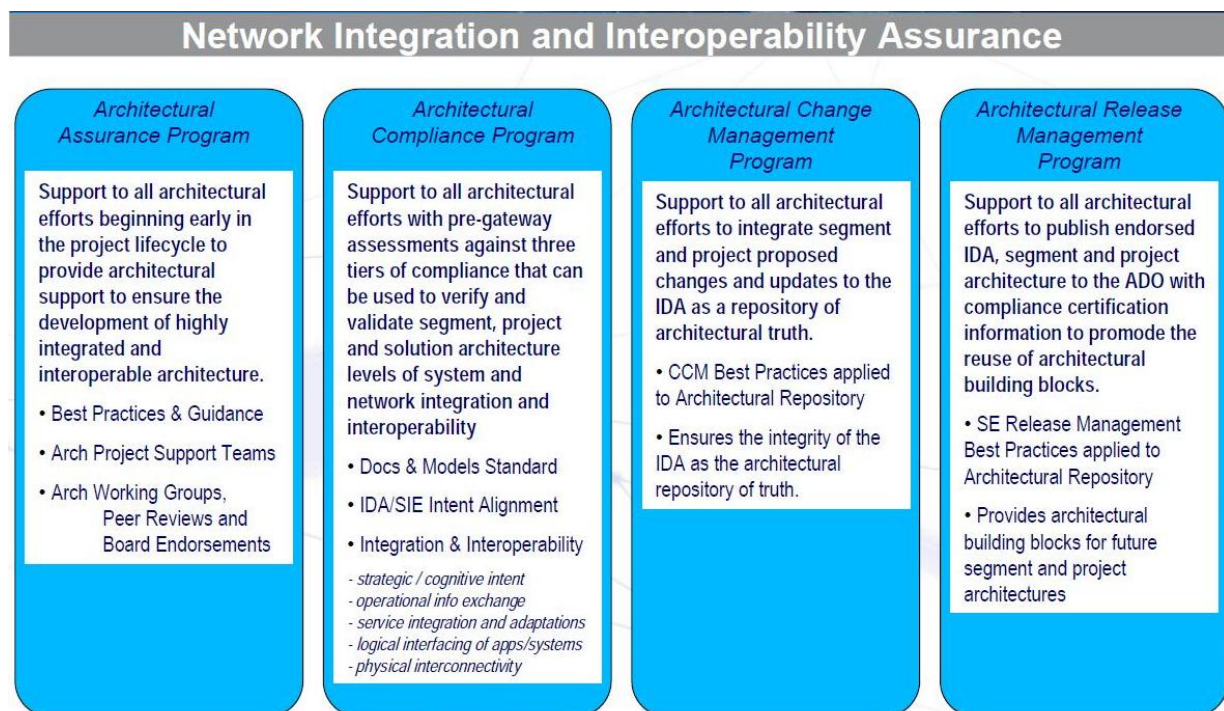 Network Integration and Interoperability Assurance
Architectural
Assurance Program
Support to all architectural
efforts beginning early in
the project lifecycle to
provide architectural
support to ensure the
development of highly
integrated and
interoperable architecture.
• Best Practices & Guidance
• Arch Project Support Teams
• Arch Working Groups,
Peer Reviews and
Board Endorsements
Architectural
Compliance Program
Support to all architectural
efforts with pre-gateway
assessments against three
tiers of compliance that can
be used to verify and
validate segment, project
and solution architecture
levels of system and
network integration and
interoperability
• Docs & Models Standard
• IDA/SIE Intent Alignment
• Integration & Interoperability
- strategic / cognitive intent
- operational info exchange
- service integration and adaptations
- logical interfacing of apps/systems
- physical interconnectivity
Architectural Change
Management
Program
Support to all architectural
efforts to integrate segment
and project proposed
changes and updates to the
IDA as a repository of
architectural truth.
• CCM Best Practices applied
to Architectural Repository
• Ensures the integrity of the
IDA as the architectural
repository of truth.
Architectural Release
Management
Program
Support to all architectural
efforts to publish endorsed
IDA, segment and project
architecture to the ADO with
compliance certification
information to promode the
reuse of architectural
building blocks.
• SE Release Management
Best Practices applied to
Architectural Repository
• Provides architectural
building blocks for future
segment and project
architectures